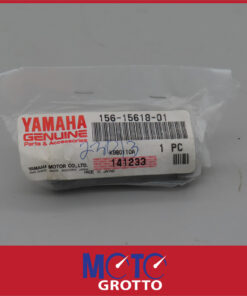 YAMAHA 156-15618-01
GENUINE
Parts & Accessories
1 PC
141233
YAMAHA MOTOR CO., LTD.
MADE IN JAPAN
MOTO
GROTTO